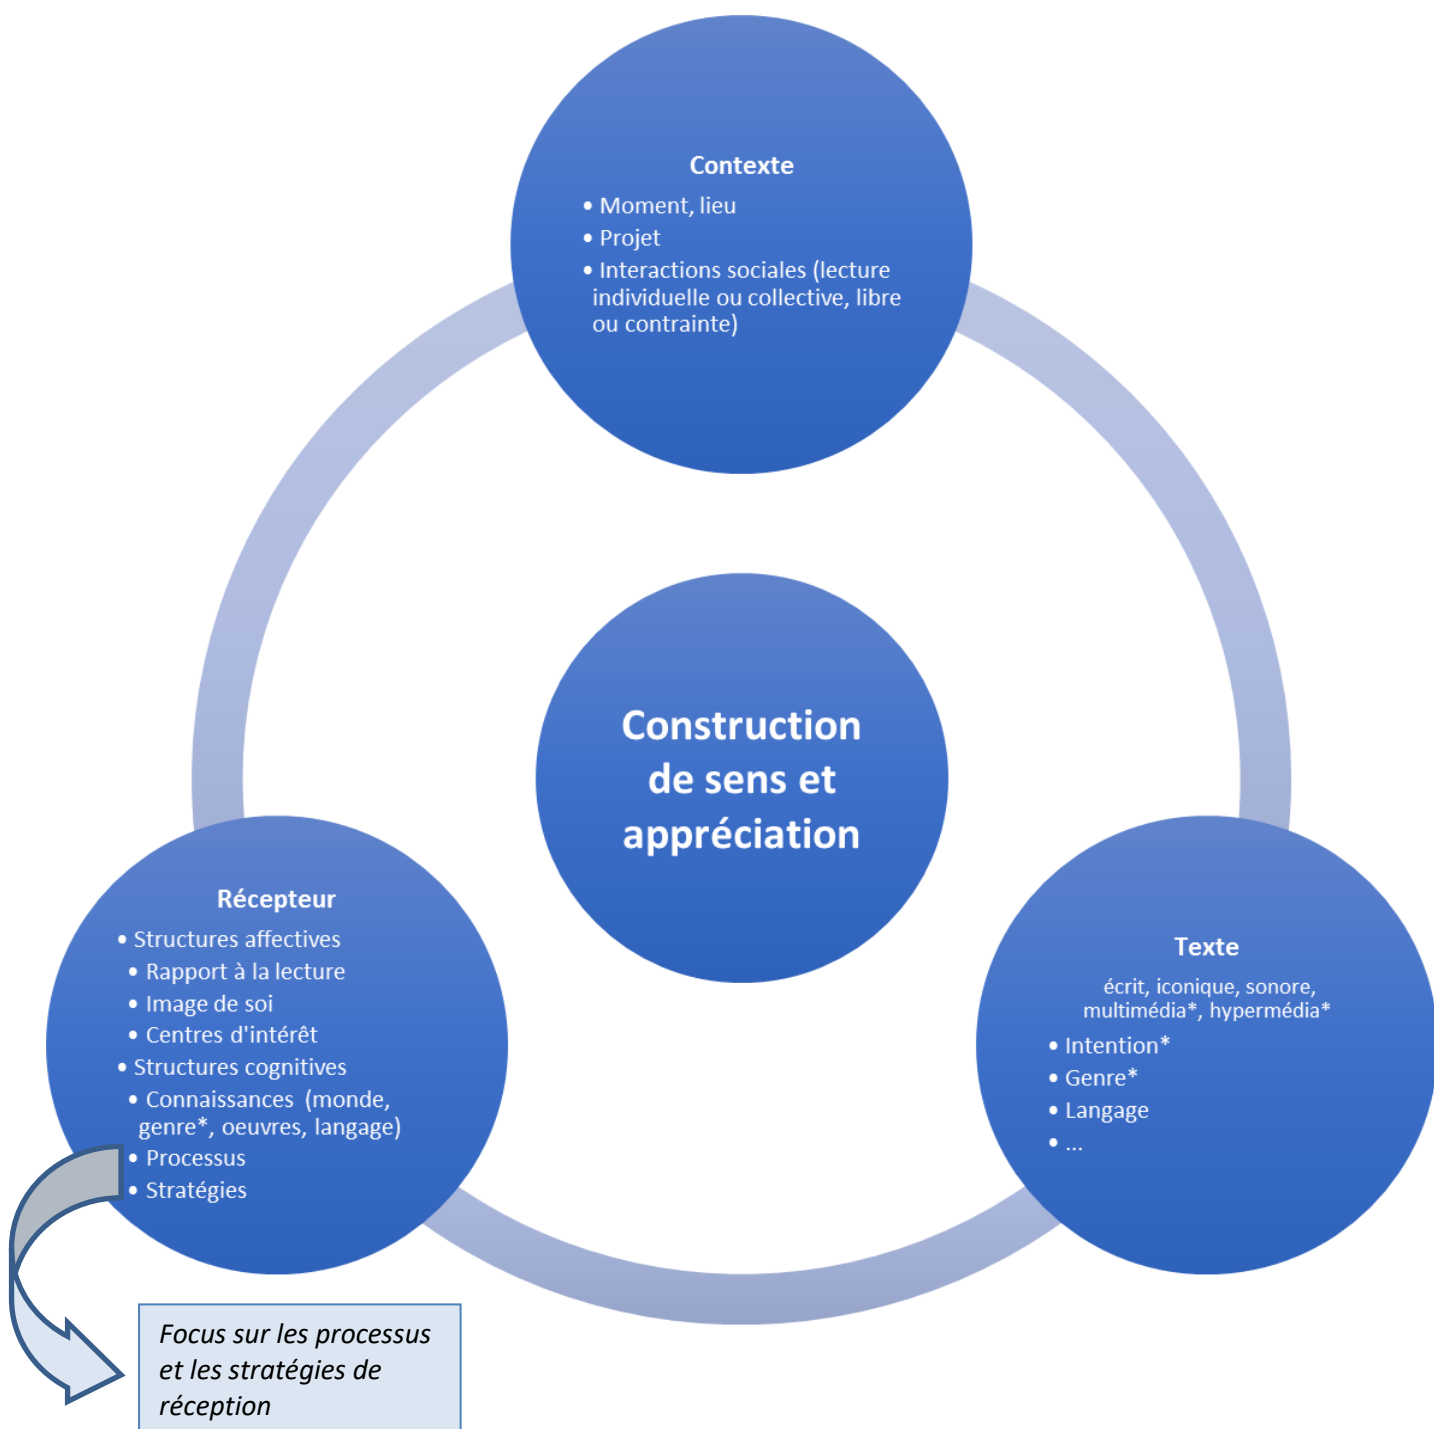 Contexte
• Moment, lieu
• Projet
• Interactions sociales (lecture
individuelle ou collective, libre
ou contrainte)
Construction
de sens et
appréciation
Récepteur
• Structures affectives
• Rapport à la lecture
• Image de soi
• Centres d'intérêt
• Structures cognitives
• Connaissances (monde,
genre*, oeuvres, langage)
• Processus
• Stratégies
Texte
écrit, iconique, sonore,
multimédia*, hypermédia*
• Intention*
• Genre*
• Langage
• ...
Focus sur les processus
et les stratégies de
réception